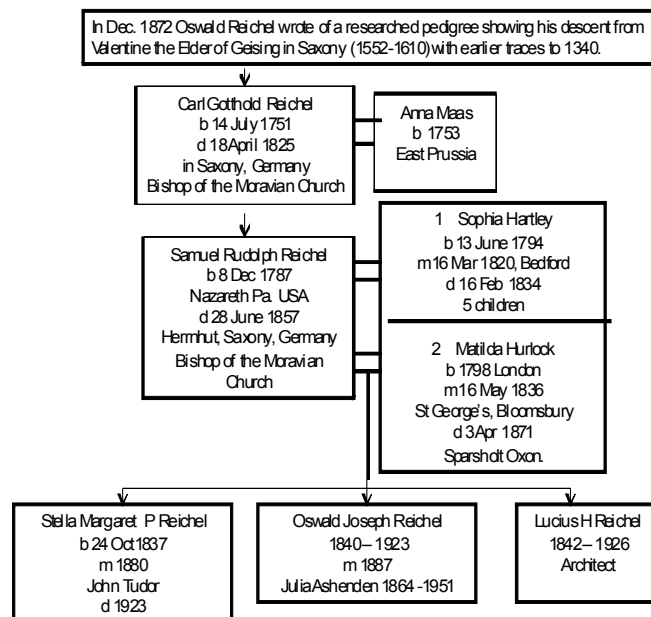 In Dec. 1872 Oswald Reichel wrote of a researched pedigree showing his descent from
Valentine the Elder of Geising in Saxony (1552-1610) with earlier traces to 1340.
Carl Gotthold Reichel
b 14 July 1751
d 18 April 1825
in Saxony, Germany
Bishop of the Moravian Church
Anna Maas
b 1753
East Prussia
Samuel Rudolph Reichel
b 8 Dec 1787
Nazareth Pa. USA
d 28 June 1857
Herrnhut, Saxony, Germany
Bishop of the Moravian
Church
1 Sophia Hartley
b 13 June 1794
m 16 Mar 1820, Bedford
d 16 Feb 1834
5 children
2 Matilda Hurlock
b 1798 London
m 16 May 1836
St George's, Bloomsbury
d 3 Apr 1871
Sparsholt Oxon.
Stella Margaret P Reichel
b 24 Oct 1837
m 1880
John Tudor
d 1923
Oswald Joseph Reichel
1840 – 1923
m 1887
Julia Ashenden 1864 -1951
Lucius H Reichel
1842 – 1926
Architect